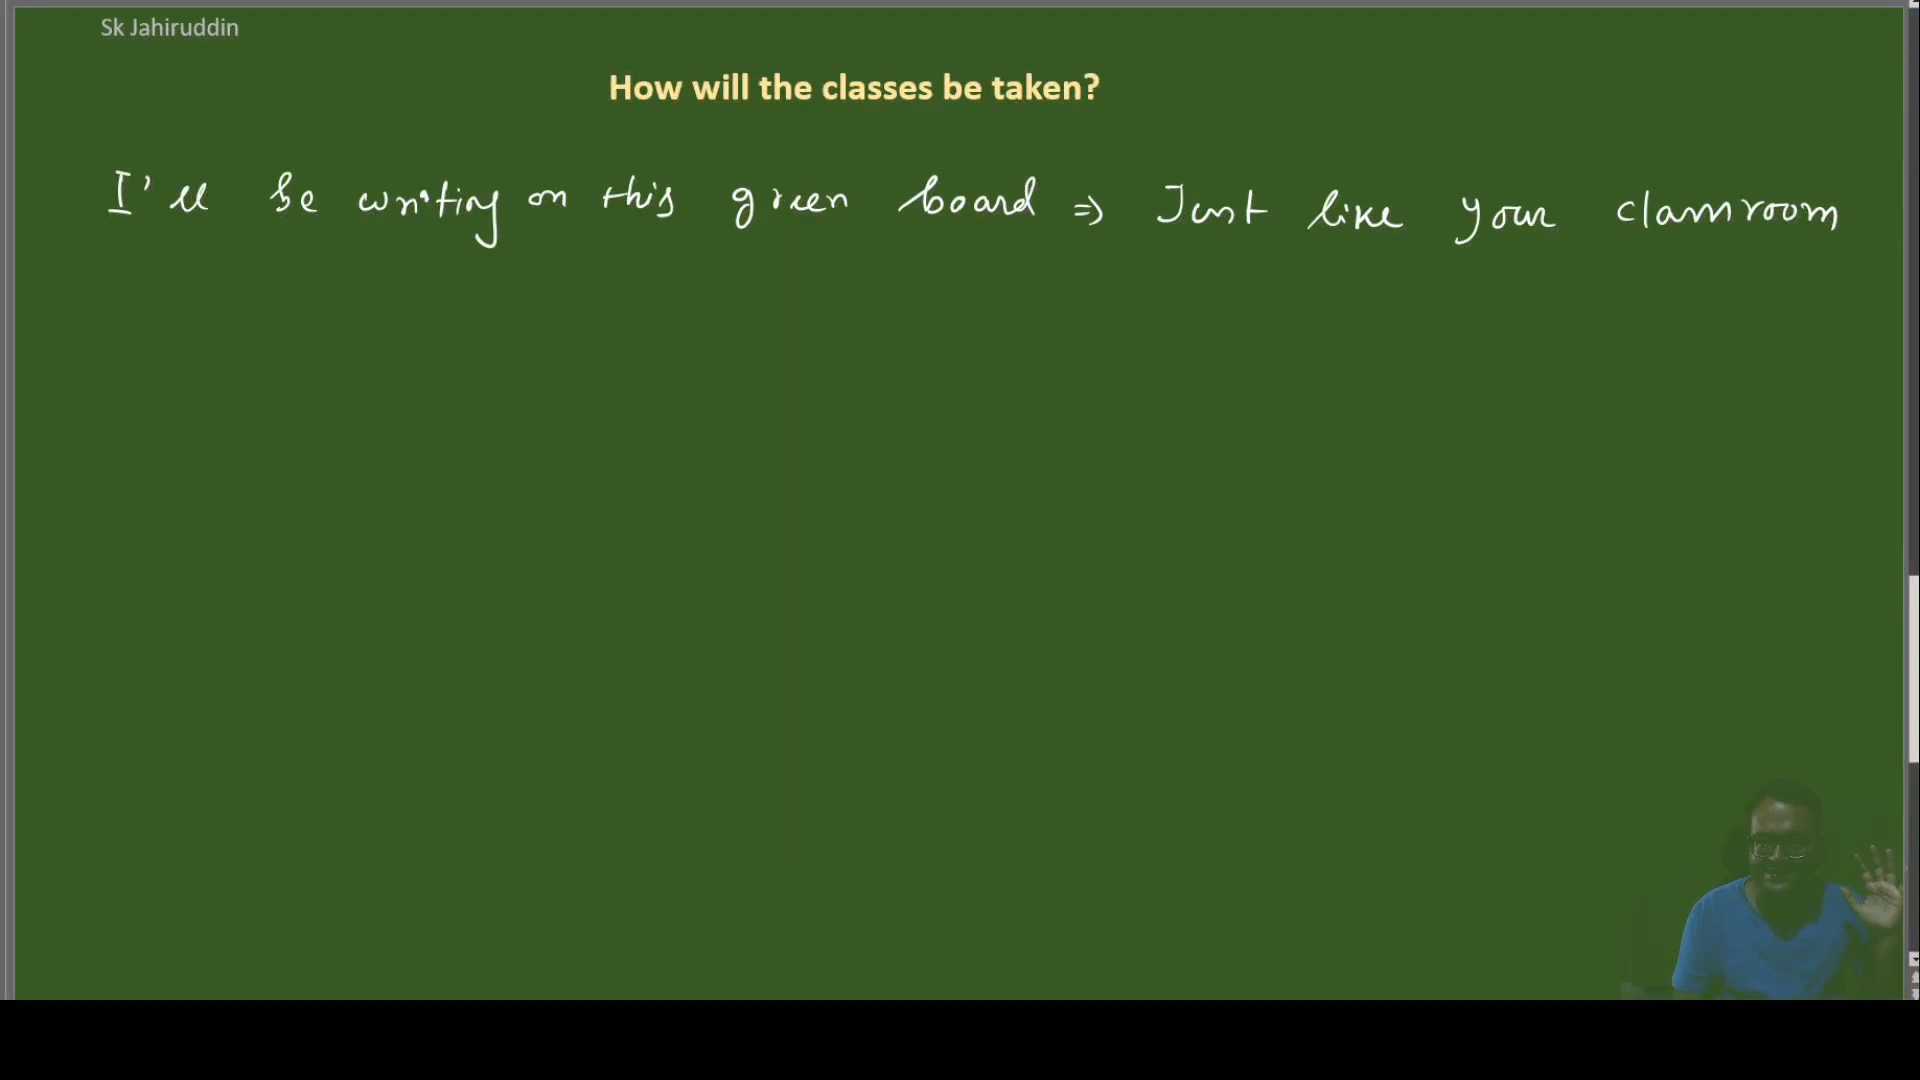 Sk Jahiruddin
How will the classes be taken?
I'll be writing on this green board ⇒ Just like your classroom